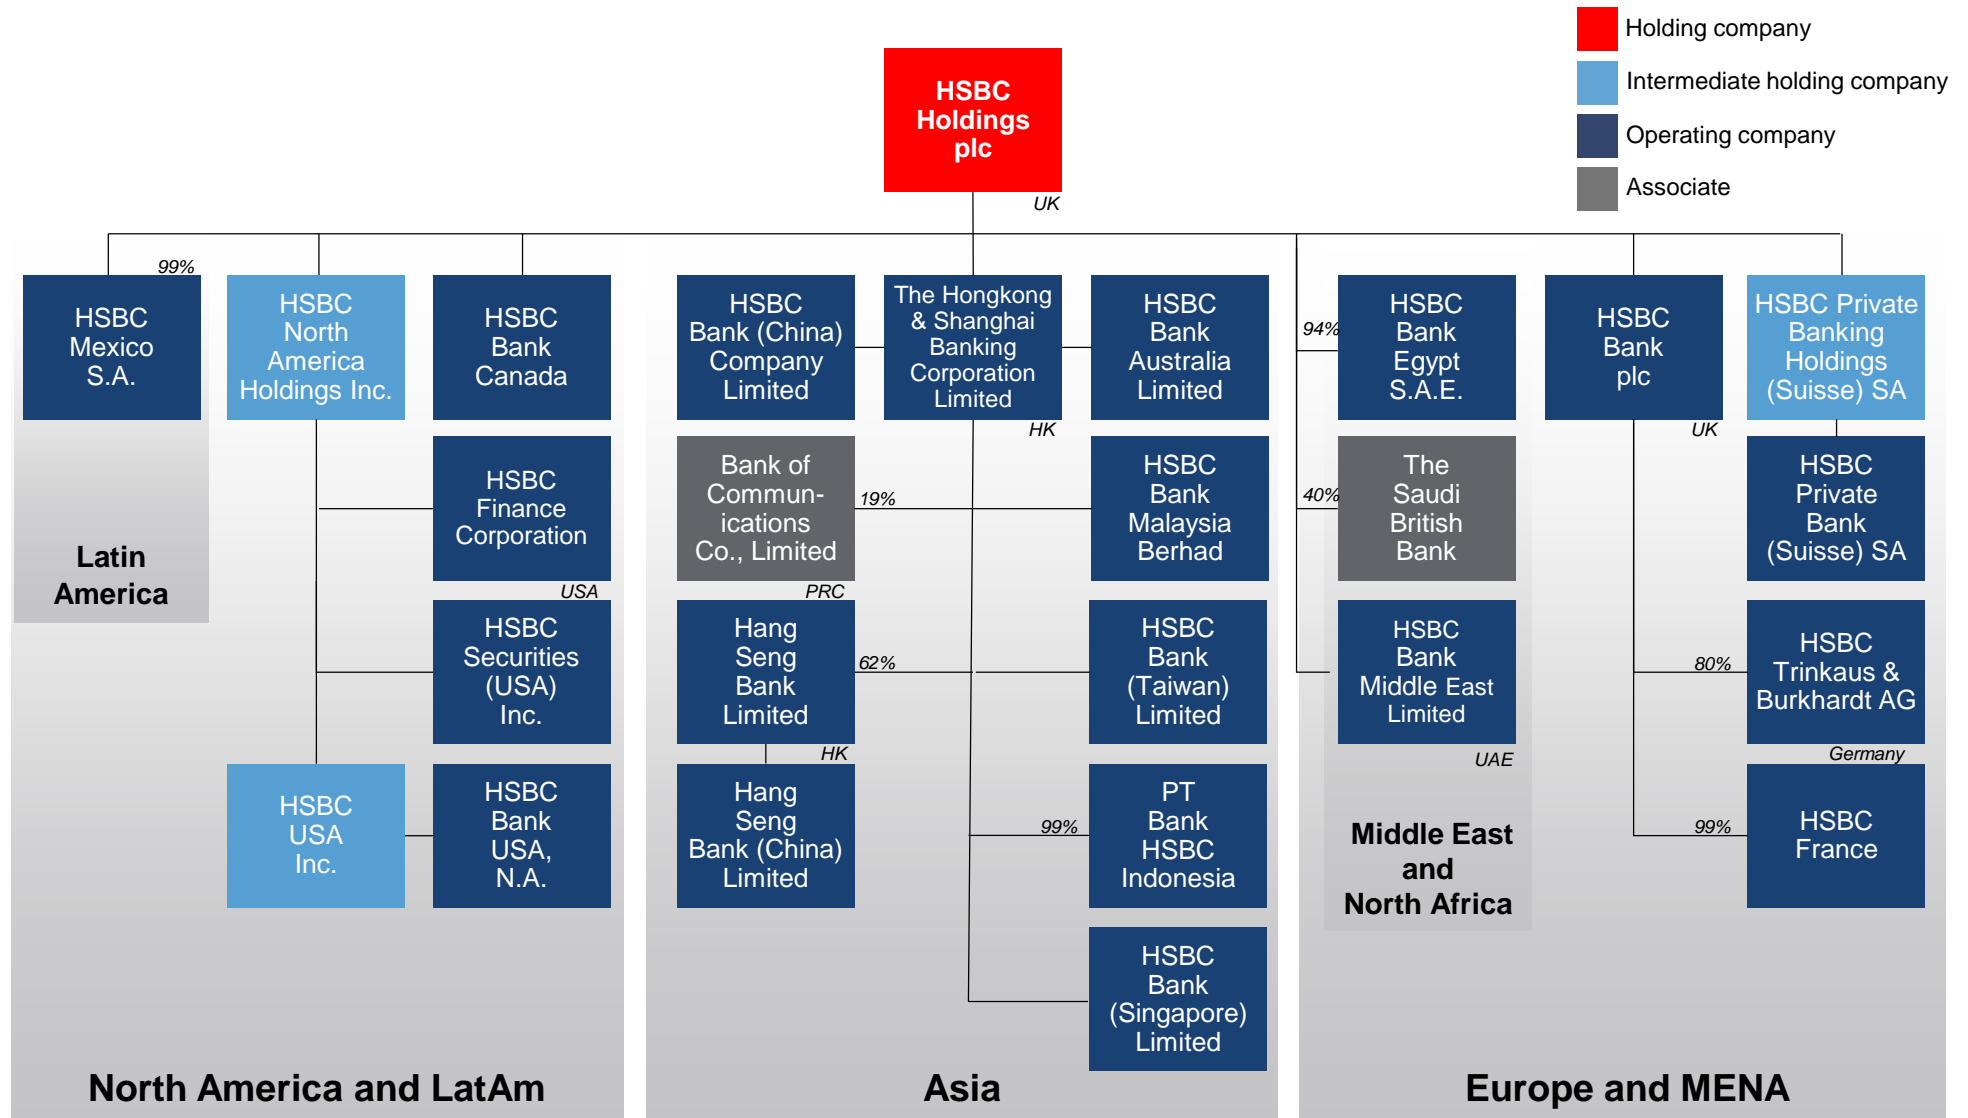 Holding company
Intermediate holding company
Operating company
Associate
HSBC
Holdings
plc
UK
99%
HSBC
Mexico
S.A.
HSBC
North
America
Holdings Inc.
HSBC
Bank
Canada
HSBC
Finance
Corporation
USA
HSBC
Securities
(USA)
Inc.
HSBC
USA
Inc.
HSBC
Bank
USA,
N.A.
Latin
America
North America and LatAm
HSBC
Bank (China)
Company
Limited
The Hongkong
& Shanghai
Banking
Corporation
Limited
HK
HSBC
Bank
Australia
Limited
Bank of
Commun-
ications
Co., Limited
19%
PRC
HSBC
Bank
Malaysia
Berhad
Hang
Seng
Bank
Limited
62%
HK
HSBC
Bank
(Taiwan)
Limited
Hang
Seng
Bank (China)
Limited
99%
PT
Bank
HSBC
Indonesia
HSBC
Bank
(Singapore)
Limited
Asia
94%
HSBC
Bank
Egypt
S.A.E.
40%
The
Saudi
British
Bank
HSBC
Bank
Middle East
Limited
UAE
Middle East
and
North Africa
HSBC
Bank
plc
UK
HSBC Private
Banking
Holdings
(Suisse) SA
HSBC
Private
Bank
(Suisse) SA
80%
HSBC
Trinkaus &
Burkhardt AG
Germany
99%
HSBC
France
Europe and MENA